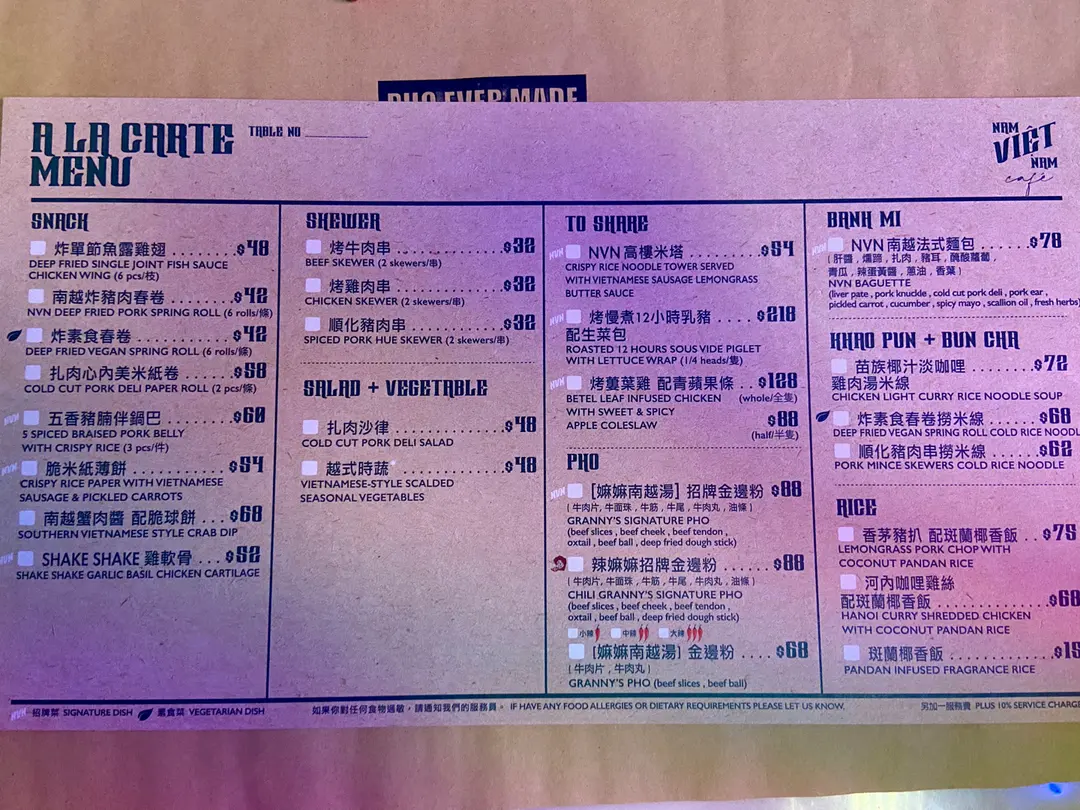 PHO EVER MADE
A LA CARTE
MENU
TABLE NO
NAM
VIỆT
NAM
café
SNACK
炸單節魚露雞翅 $48
DEEP FRIED SINGLE JOINT FISH SAUCE
CHICKEN WING (6 pcs/枝)
南越炸豬肉春卷 $42
NVN DEEP FRIED PORK SPRING ROLL (6 rolls/條)
炸素食春卷 $42
DEEP FRIED VEGAN SPRING ROLL (6 rolls/條)
扎肉心內美米紙卷 $58
COLD CUT PORK DELI PAPER ROLL (2 pcs/條)
NVN 五香豬腩伴鍋巴 $60
5 SPICED BRAISED PORK BELLY
WITH CRISPY RICE (3 pcs/件)
NVN 脆米紙薄餅 $54
CRISPY RICE PAPER WITH VIETNAMESE
SAUSAGE & PICKLED CARROTS
南越蟹肉醬 配脆球餅 $68
SOUTHERN VIETNAMESE STYLE CRAB DIP
NVN SHAKE SHAKE 雞軟骨 $52
SHAKE SHAKE GARLIC BASIL CHICKEN CARTILAGE
SKEWER
烤牛肉串 $32
BEEF SKEWER (2 skewers/串)
烤雞肉串 $32
CHICKEN SKEWER (2 skewers/串)
順化豬肉串 $32
SPICED PORK HUE SKEWER (2 skewers/串)
SALAD + VEGETABLE
扎肉沙律 $48
COLD CUT PORK DELI SALAD
越式時蔬 $48
VIETNAMESE-STYLE SCALDED
SEASONAL VEGETABLES
TO SHARE
NVN NVN 高樓米塔 $54
CRISPY RICE NOODLE TOWER SERVED
WITH VIETNAMESE SAUSAGE LEMONGRASS
BUTTER SAUCE
NVN 烤慢煮12小時乳豬 $218
配生菜包
ROASTED 12 HOURS SOUS VIDE PIGLET
WITH LETTUCE WRAP (1/4 heads/隻)
NVN 烤蔞葉雞 配青蘋果條 $128
BETEL LEAF INFUSED CHICKEN (whole/全隻)
WITH SWEET & SPICY $88
APPLE COLESLAW (half/半隻)
PHO
NVN [嫲嫲南越湯] 招牌金邊粉 $88
( 牛肉片 , 牛面珠 , 牛筋 , 牛尾 , 牛肉丸 , 油條 )
GRANNY'S SIGNATURE PHO
(beef slices , beef cheek , beef tendon ,
oxtail , beef ball , deep fried dough stick)
辣嫲嫲招牌金邊粉 $88
( 牛肉片 , 牛面珠 , 牛筋 , 牛尾 , 牛肉丸 , 油條 )
CHILI GRANNY'S SIGNATURE PHO
(beef slices , beef cheek , beef tendon ,
oxtail , beef ball , deep fried dough stick)
小辣 中辣 大辣
[嫲嫲南越湯] 金邊粉 $68
( 牛肉片 , 牛肉丸 )
GRANNY'S PHO (beef slices , beef ball)
BANH MI
NVN NVN 南越法式麵包 $78
( 肝醬 , 燻蹄 , 扎肉 , 豬耳 , 醃酸蘿蔔 ,
青瓜 , 辣蛋黃醬 , 蔥油 , 香葉 )
NVN BAGUETTE
(liver pate , pork knuckle , cold cut pork deli , pork ear ,
pickled carrot , cucumber , spicy mayo , scallion oil , fresh herbs)
KHAO PUN + BUN CHA
苗族椰汁淡咖哩 $72
雞肉湯米線
CHICKEN LIGHT CURRY RICE NOODLE SOUP
炸素食春卷撈米線 $68
DEEP FRIED VEGAN SPRING ROLL COLD RICE NOODL
順化豬肉串撈米線 $62
PORK MINCE SKEWERS COLD RICE NOODLE
RICE
香茅豬扒 配斑蘭椰香飯 $75
LEMONGRASS PORK CHOP WITH
COCONUT PANDAN RICE
河內咖哩雞絲
配斑蘭椰香飯 $68
HANOI CURRY SHREDDED CHICKEN
WITH COCONUT PANDAN RICE
斑蘭椰香飯 $15
PANDAN INFUSED FRAGRANCE RICE
NVN 招牌菜 SIGNATURE DISH 素食菜 VEGETARIAN DISH
如果你對任何食物過敏,請通知我們的服務員。 IF HAVE ANY FOOD ALLERGIES OR DIETARY REQUIREMENTS PLEASE LET US KNOW.
另加一服務費 PLUS 10% SERVICE CHARGE